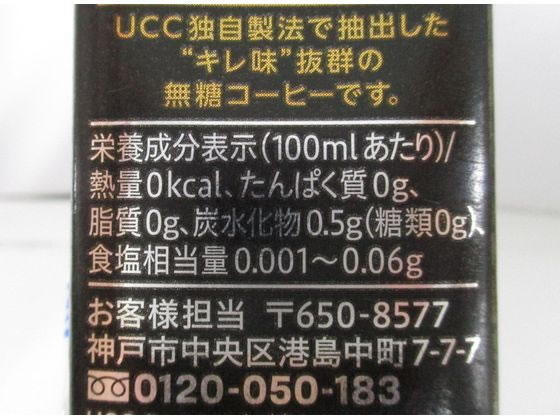 UCC独自製法で抽出した
“キレ味”抜群の
無糖コーヒーです。
栄養成分表示(100mlあたり)/
熱量0kcal、たんぱく質0g、
脂質0g、炭水化物0.5g(糖類0g)、
食塩相当量0.001〜0.06g
お客様担当 〒650-8577
神戸市中央区港島中町7-7-7
0120-050-183